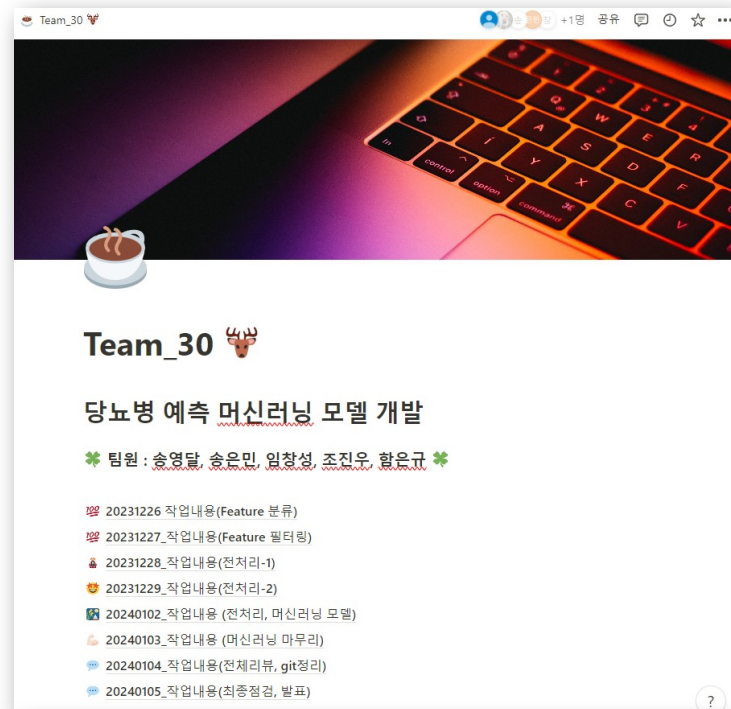 Team_30
+1명 공유
fn control option command
Q W E R
A S D F
Y X C V
1 2 3 4
Team_30
당뇨병 예측 머신러닝 모델 개발
팀원 : 송영달, 송은민, 임창성, 조진우, 함은규
20231226 작업내용(Feature 분류)
20231227_작업내용(Feature 필터링)
20231228_작업내용(전처리-1)
20231229_작업내용(전처리-2)
20240102_작업내용 (전처리, 머신러닝 모델)
20240103_작업내용 (머신러닝 마무리)
20240104_작업내용(전체리뷰, git정리)
20240105_작업내용(최종점검, 발표)
?